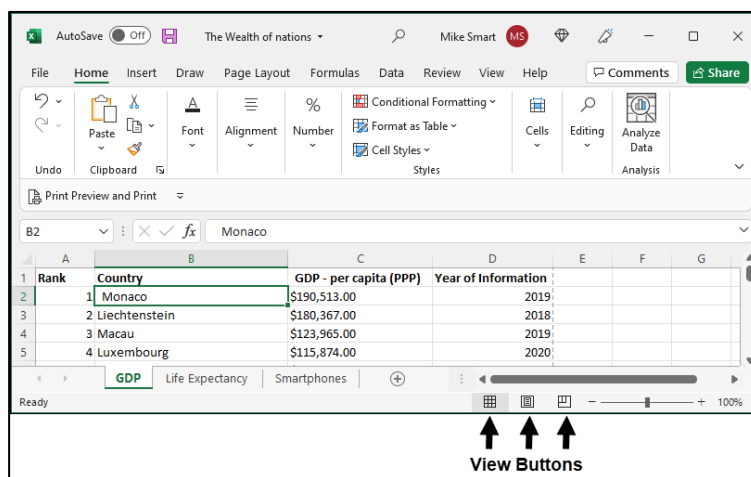 AutoSave Off The Wealth of nations Mike Smart MS
File Home Insert Draw Page Layout Formulas Data Review View Help Comments Share
Paste Font Alignment Number Conditional Formatting Format as Table Cell Styles Cells Editing Analyze Data
Undo Clipboard Styles Analysis
Print Preview and Print
B2 fx Monaco
A B C D E F G
1 Rank Country GDP - per capita (PPP) Year of Information
2 1 Monaco $190,513.00 2019
3 2 Liechtenstein $180,367.00 2018
4 3 Macau $123,965.00 2019
5 4 Luxembourg $115,874.00 2020
GDP Life Expectancy Smartphones
Ready 100%
View Buttons